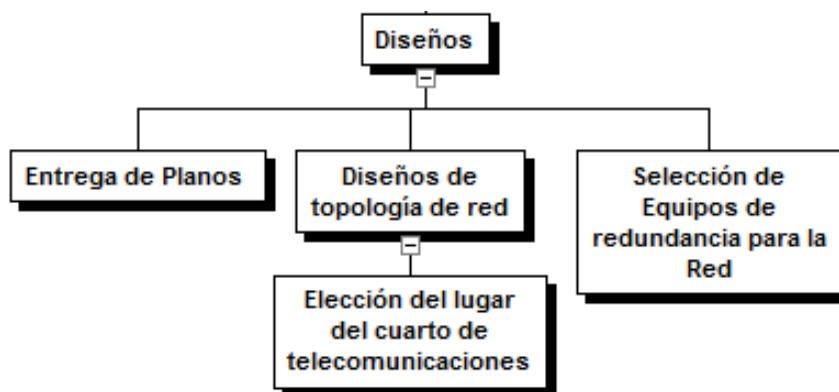 Diseños
Entrega de Planos
Diseños de
topología de red
Selección de
Equipos de
redundancia para la
Red
Elección del lugar
del cuarto de
telecomunicaciones